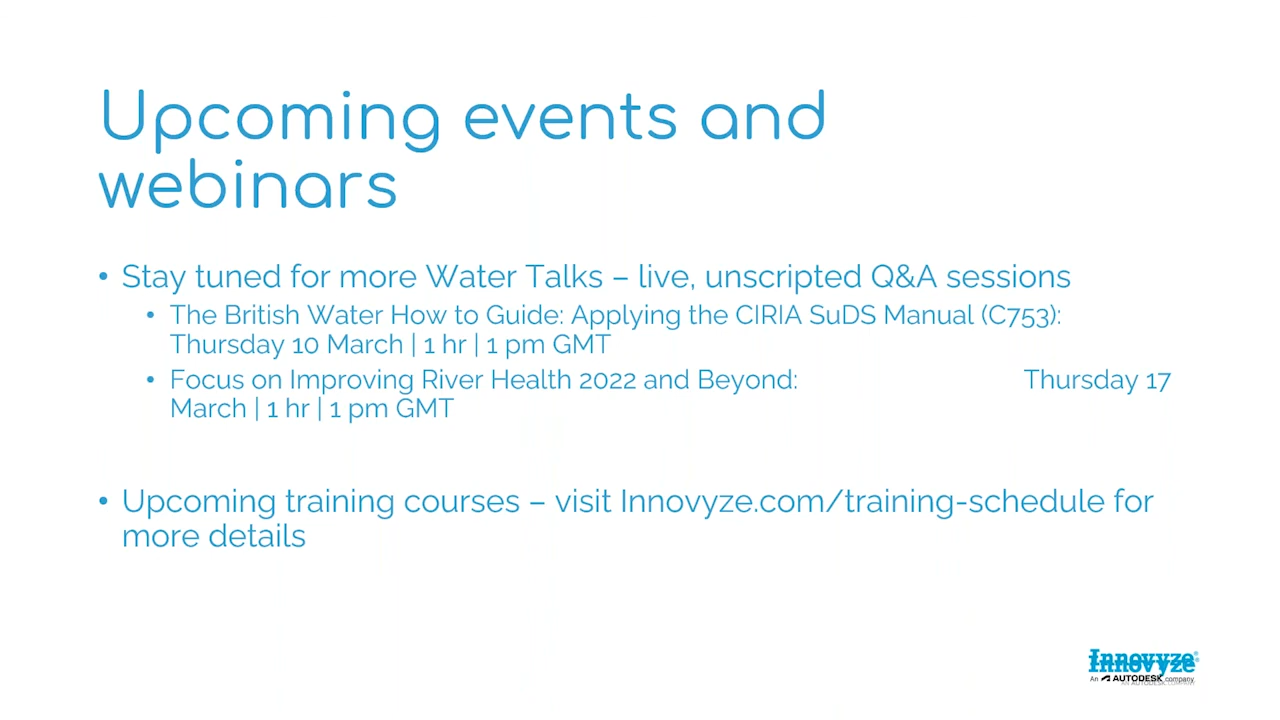 Upcoming events and
webinars
• Stay tuned for more Water Talks – live, unscripted Q&A sessions
• The British Water How to Guide: Applying the CIRIA SuDS Manual (C753):
Thursday 10 March | 1 hr | 1 pm GMT
• Focus on Improving River Health 2022 and Beyond: Thursday 17
March | 1 hr | 1 pm GMT
• Upcoming training courses – visit Innovyze.com/training-schedule for
more details
Innovyze®
An AUTODESK company